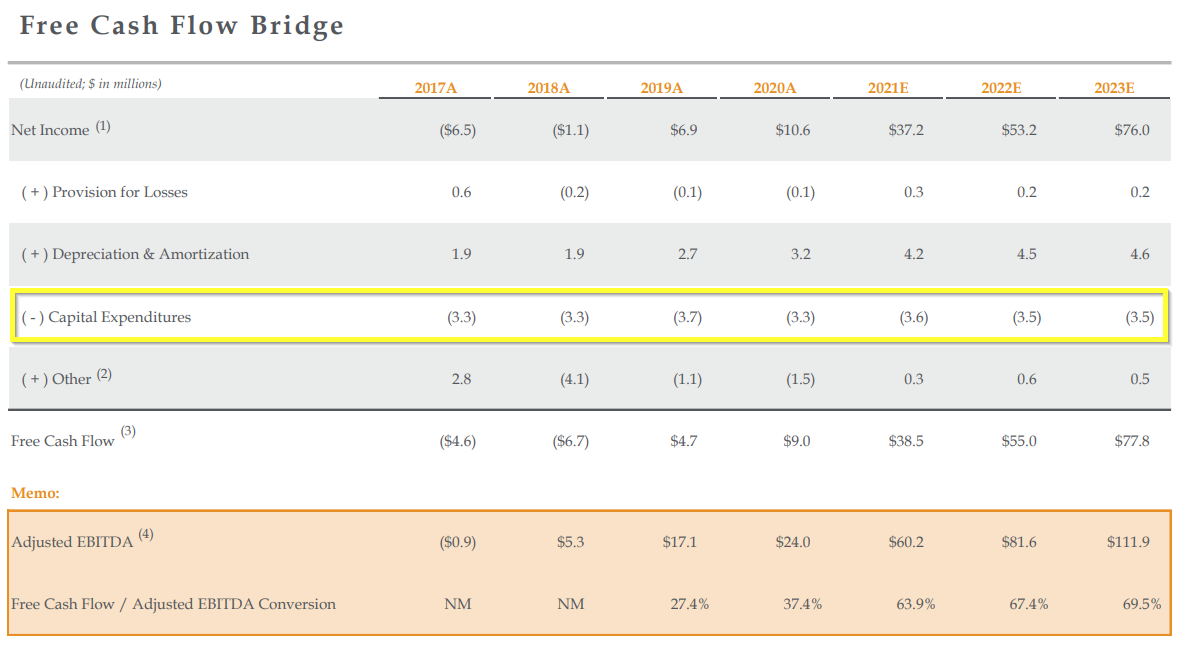 Free Cash Flow Bridge
(Unaudited; $ in millions) 2017A 2018A 2019A 2020A 2021E 2022E 2023E
Net Income (1) ($6.5) ($1.1) $6.9 $10.6 $37.2 $53.2 $76.0
( + ) Provision for Losses 0.6 (0.2) (0.1) (0.1) 0.3 0.2 0.2
( + ) Depreciation & Amortization 1.9 1.9 2.7 3.2 4.2 4.5 4.6
( - ) Capital Expenditures (3.3) (3.3) (3.7) (3.3) (3.6) (3.5) (3.5)
( + ) Other (2) 2.8 (4.1) (1.1) (1.5) 0.3 0.6 0.5
Free Cash Flow (3) ($4.6) ($6.7) $4.7 $9.0 $38.5 $55.0 $77.8
Memo:
Adjusted EBITDA (4) ($0.9) $5.3 $17.1 $24.0 $60.2 $81.6 $111.9
Free Cash Flow / Adjusted EBITDA Conversion NM NM 27.4% 37.4% 63.9% 67.4% 69.5%